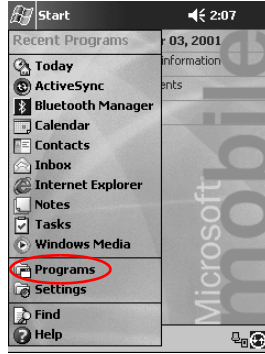 Start 2:07
Recent Programs r 03, 2001
Today information
ActiveSync ents
Bluetooth Manager
Calendar
Contacts
Inbox
Internet Explorer
Notes
Tasks
Windows Media
Programs
Settings
Find
Help
Microsoft
mobile